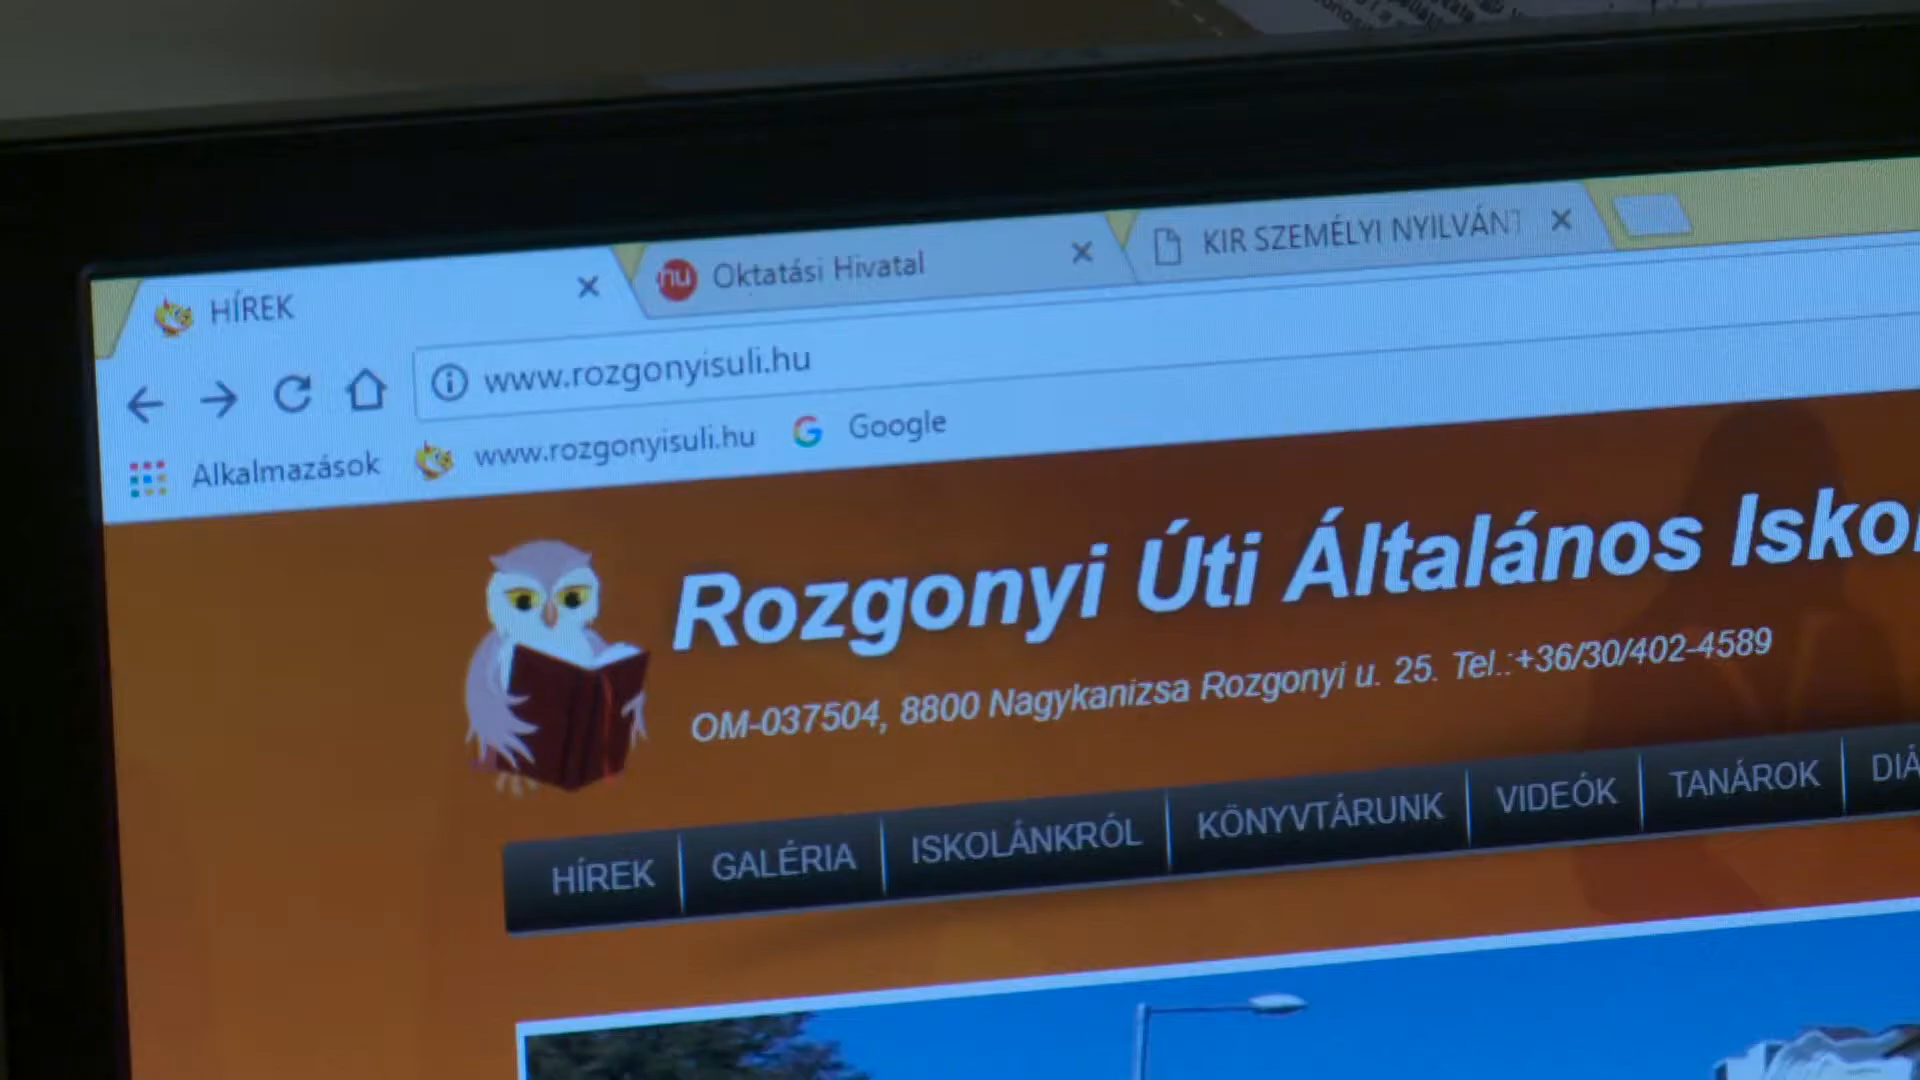 HÍREK
hu Oktatási Hivatal
KIR SZEMÉLYI NYILVÁNT
www.rozgonyisuli.hu
Alkalmazások www.rozgonyisuli.hu Google
Rozgonyi Úti Általános Isko
OM-037504, 8800 Nagykanizsa Rozgonyi u. 25. Tel.:+36/30/402-4589
HÍREK GALÉRIA ISKOLÁNKRÓL KÖNYVTÁRUNK VIDEÓK TANÁROK DIÁ